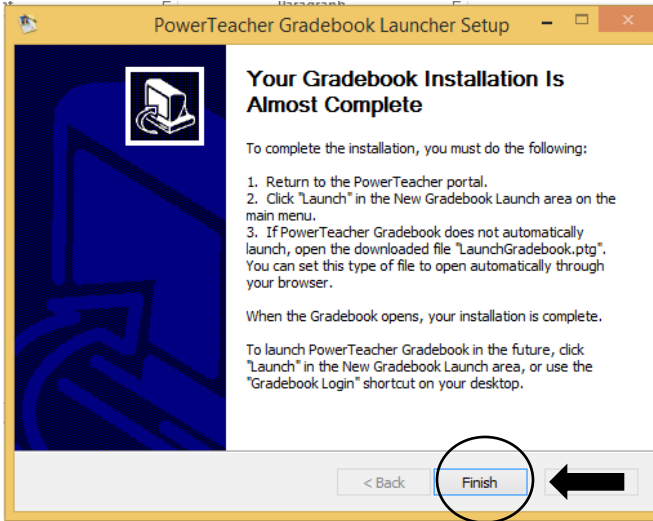 Paragraph
PowerTeacher Gradebook Launcher Setup
Your Gradebook Installation Is
Almost Complete
To complete the installation, you must do the following:
1. Return to the PowerTeacher portal.
2. Click "Launch" in the New Gradebook Launch area on the
main menu.
3. If PowerTeacher Gradebook does not automatically
launch, open the downloaded file "LaunchGradebook.ptg".
You can set this type of file to open automatically through
your browser.
When the Gradebook opens, your installation is complete.
To launch PowerTeacher Gradebook in the future, click
"Launch" in the New Gradebook Launch area, or use the
"Gradebook Login" shortcut on your desktop.
< Back Finish